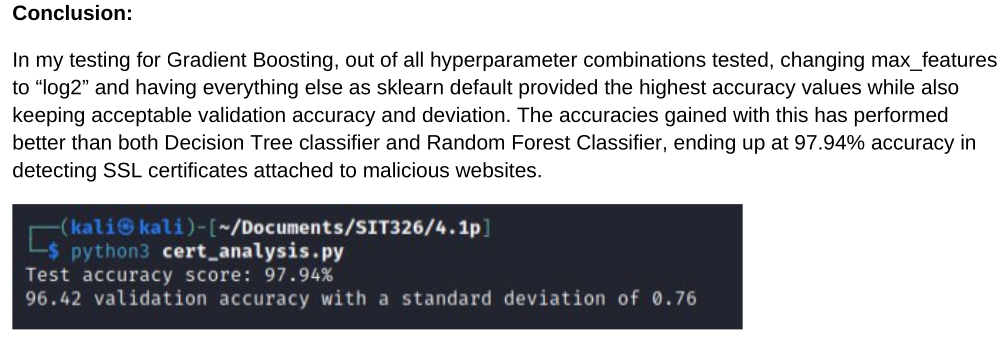 Conclusion:
In my testing for Gradient Boosting, out of all hyperparameter combinations tested, changing max_features
to “log2” and having everything else as sklearn default provided the highest accuracy values while also
keeping acceptable validation accuracy and deviation. The accuracies gained with this has performed
better than both Decision Tree classifier and Random Forest Classifier, ending up at 97.94% accuracy in
detecting SSL certificates attached to malicious websites.
┌──(kali㉿kali)-[~/Documents/SIT326/4.1p]
└─$ python3 cert_analysis.py
Test accuracy score: 97.94%
96.42 validation accuracy with a standard deviation of 0.76